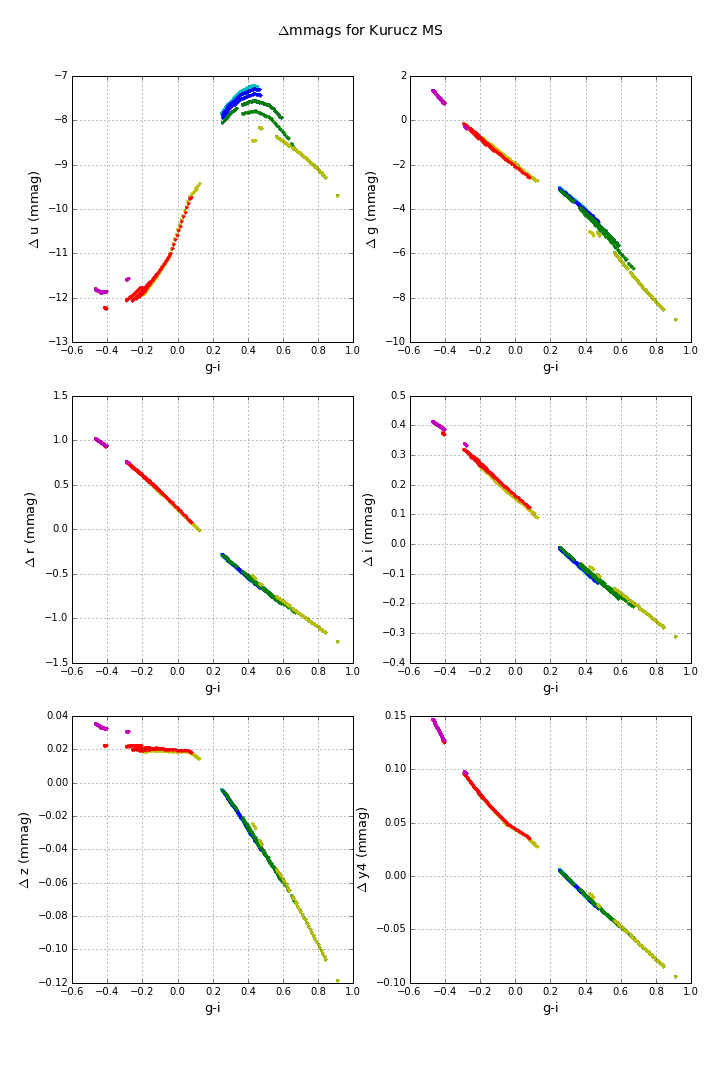 Δmmags for Kurucz MS
−7
−8
−9
−10
−11
−12
−13
Δ u (mmag)
−0.6 −0.4 −0.2 0.0 0.2 0.4 0.6 0.8 1.0
g-i
2
0
−2
−4
−6
−8
−10
Δ g (mmag)
−0.6 −0.4 −0.2 0.0 0.2 0.4 0.6 0.8 1.0
g-i
1.5
1.0
0.5
0.0
−0.5
−1.0
−1.5
Δ r (mmag)
−0.6 −0.4 −0.2 0.0 0.2 0.4 0.6 0.8 1.0
g-i
0.5
0.4
0.3
0.2
0.1
0.0
−0.1
−0.2
−0.3
−0.4
Δ i (mmag)
−0.6 −0.4 −0.2 0.0 0.2 0.4 0.6 0.8 1.0
g-i
0.04
0.02
0.00
−0.02
−0.04
−0.06
−0.08
−0.10
−0.12
Δ z (mmag)
−0.6 −0.4 −0.2 0.0 0.2 0.4 0.6 0.8 1.0
g-i
0.15
0.10
0.05
0.00
−0.05
−0.10
Δ y4 (mmag)
−0.6 −0.4 −0.2 0.0 0.2 0.4 0.6 0.8 1.0
g-i